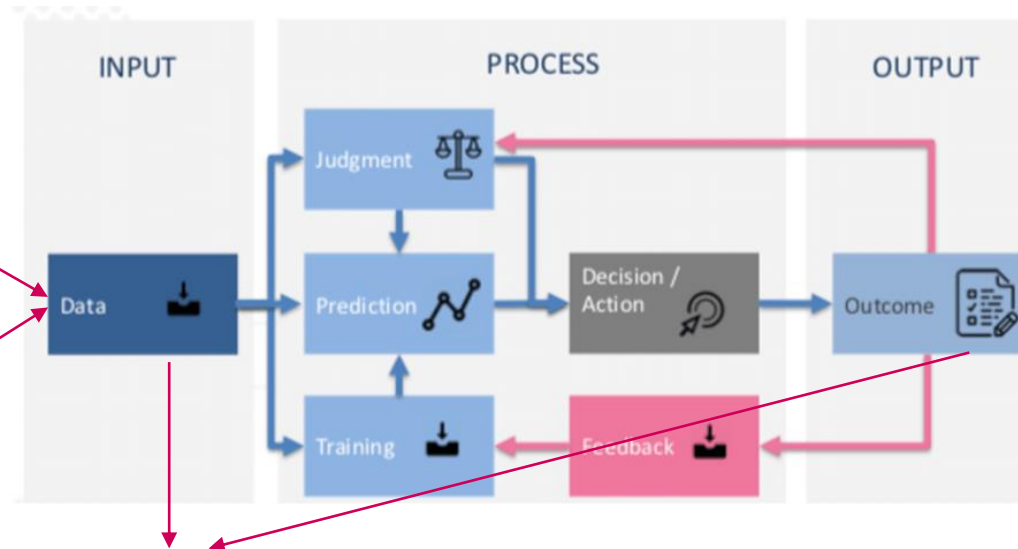 INPUT
PROCESS
OUTPUT
Judgment
Data
Prediction
Decision /
Action
Outcome
Training
Feedback